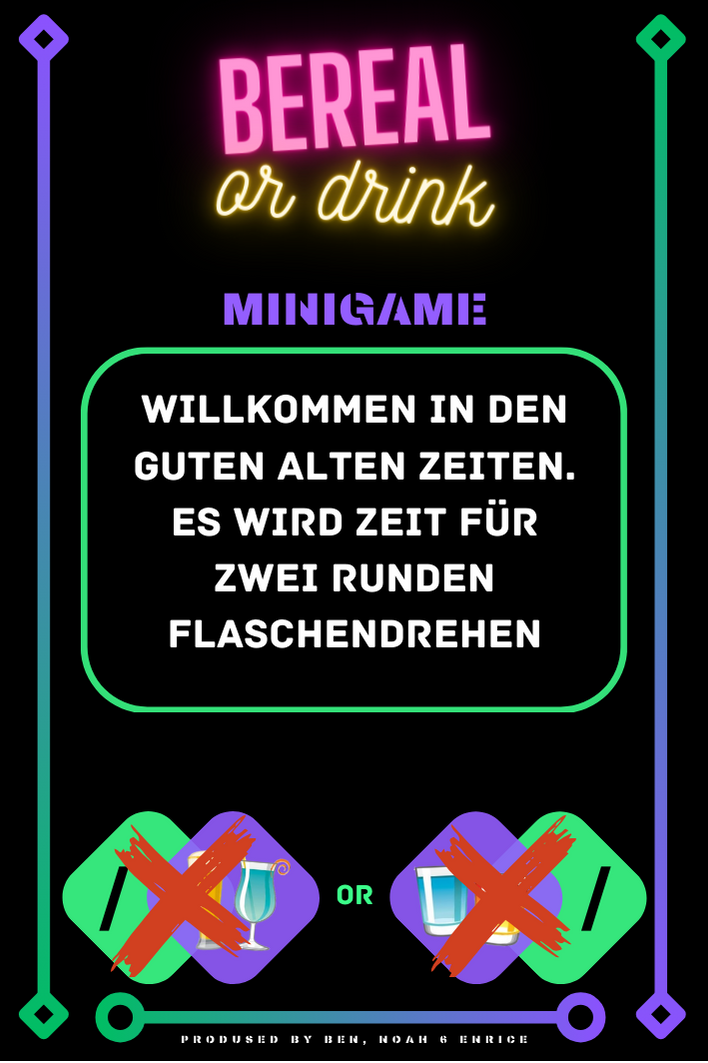 BEREAL
or drink
MINIGAME
WILLKOMMEN IN DEN
GUTEN ALTEN ZEITEN.
ES WIRD ZEIT FÜR
ZWEI RUNDEN
FLASCHENDREHEN
/ OR /
PRODUSED BY BEN, NOAH & ENRICE